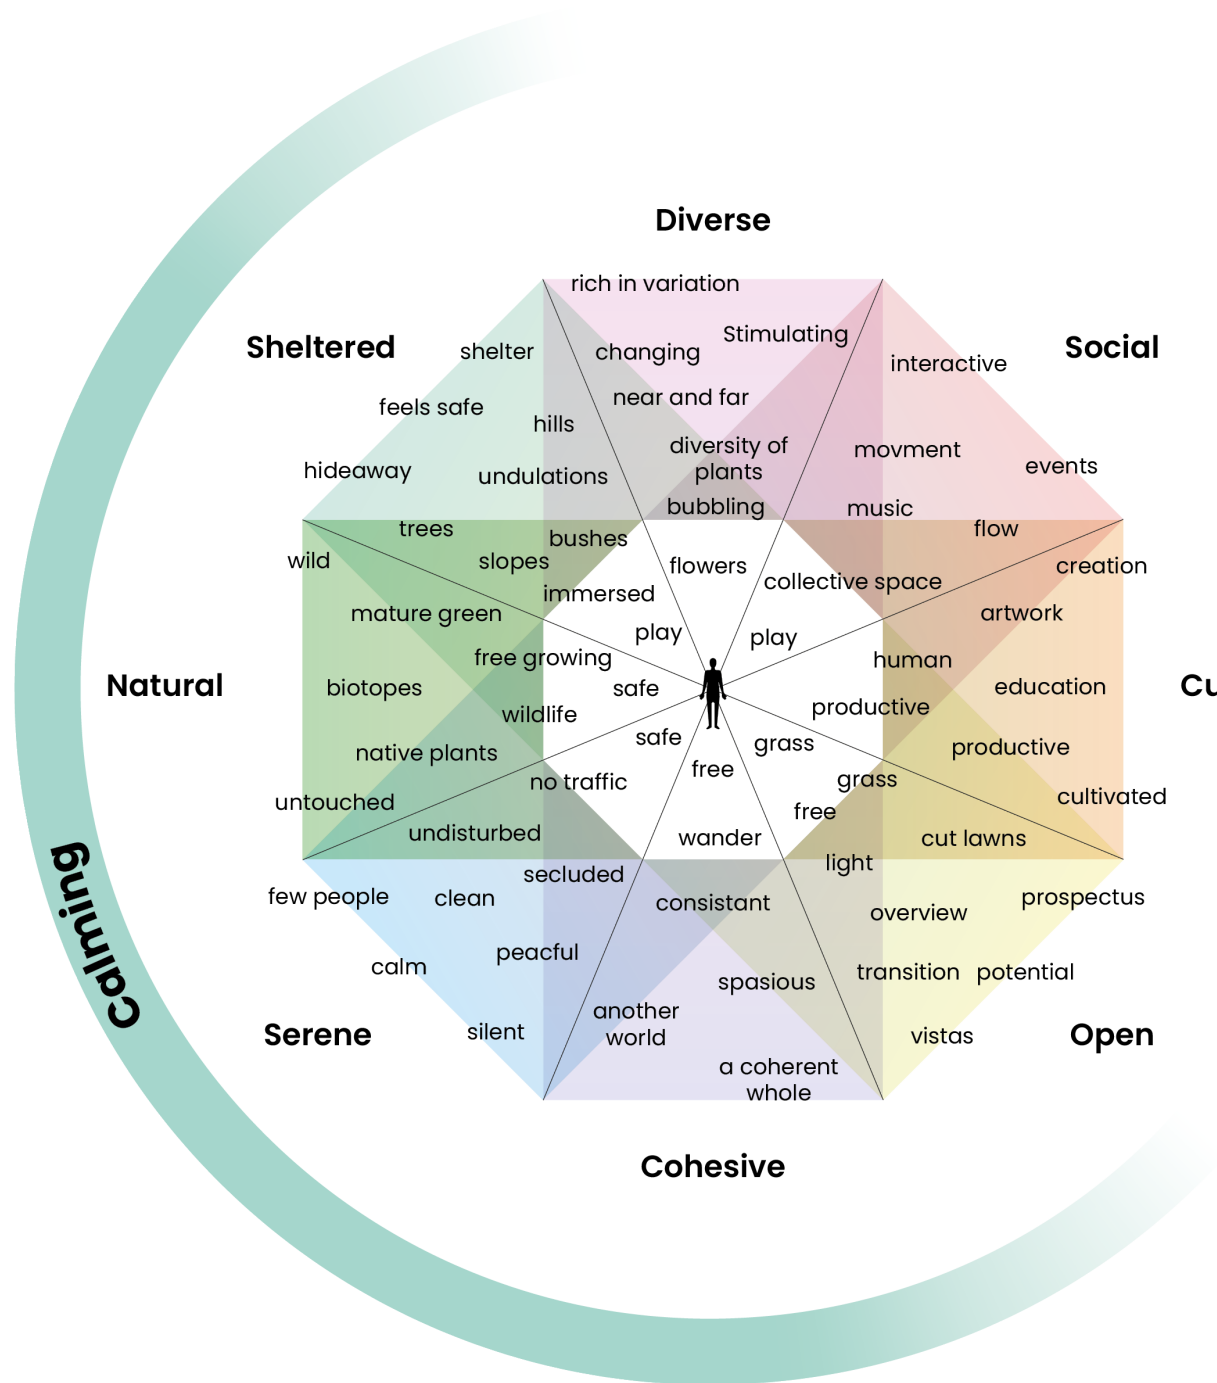 Diverse
rich in variation
Stimulating
changing
near and far
diversity of
plants
bubbling
flowers
Social
interactive
movment
events
music
flow
collective space
play
Cu
creation
artwork
human
education
productive
productive
cultivated
grass
Open
grass
free
cut lawns
light
prospectus
overview
transition
potential
vistas
Cohesive
free
wander
consistant
spasious
another
world
a coherent
whole
Serene
safe
no traffic
undisturbed
secluded
few people
clean
peacful
calm
silent
Natural
wild
mature green
free growing
safe
biotopes
wildlife
native plants
untouched
Sheltered
shelter
feels safe
hills
hideaway
undulations
trees
bushes
slopes
immersed
play
Calming